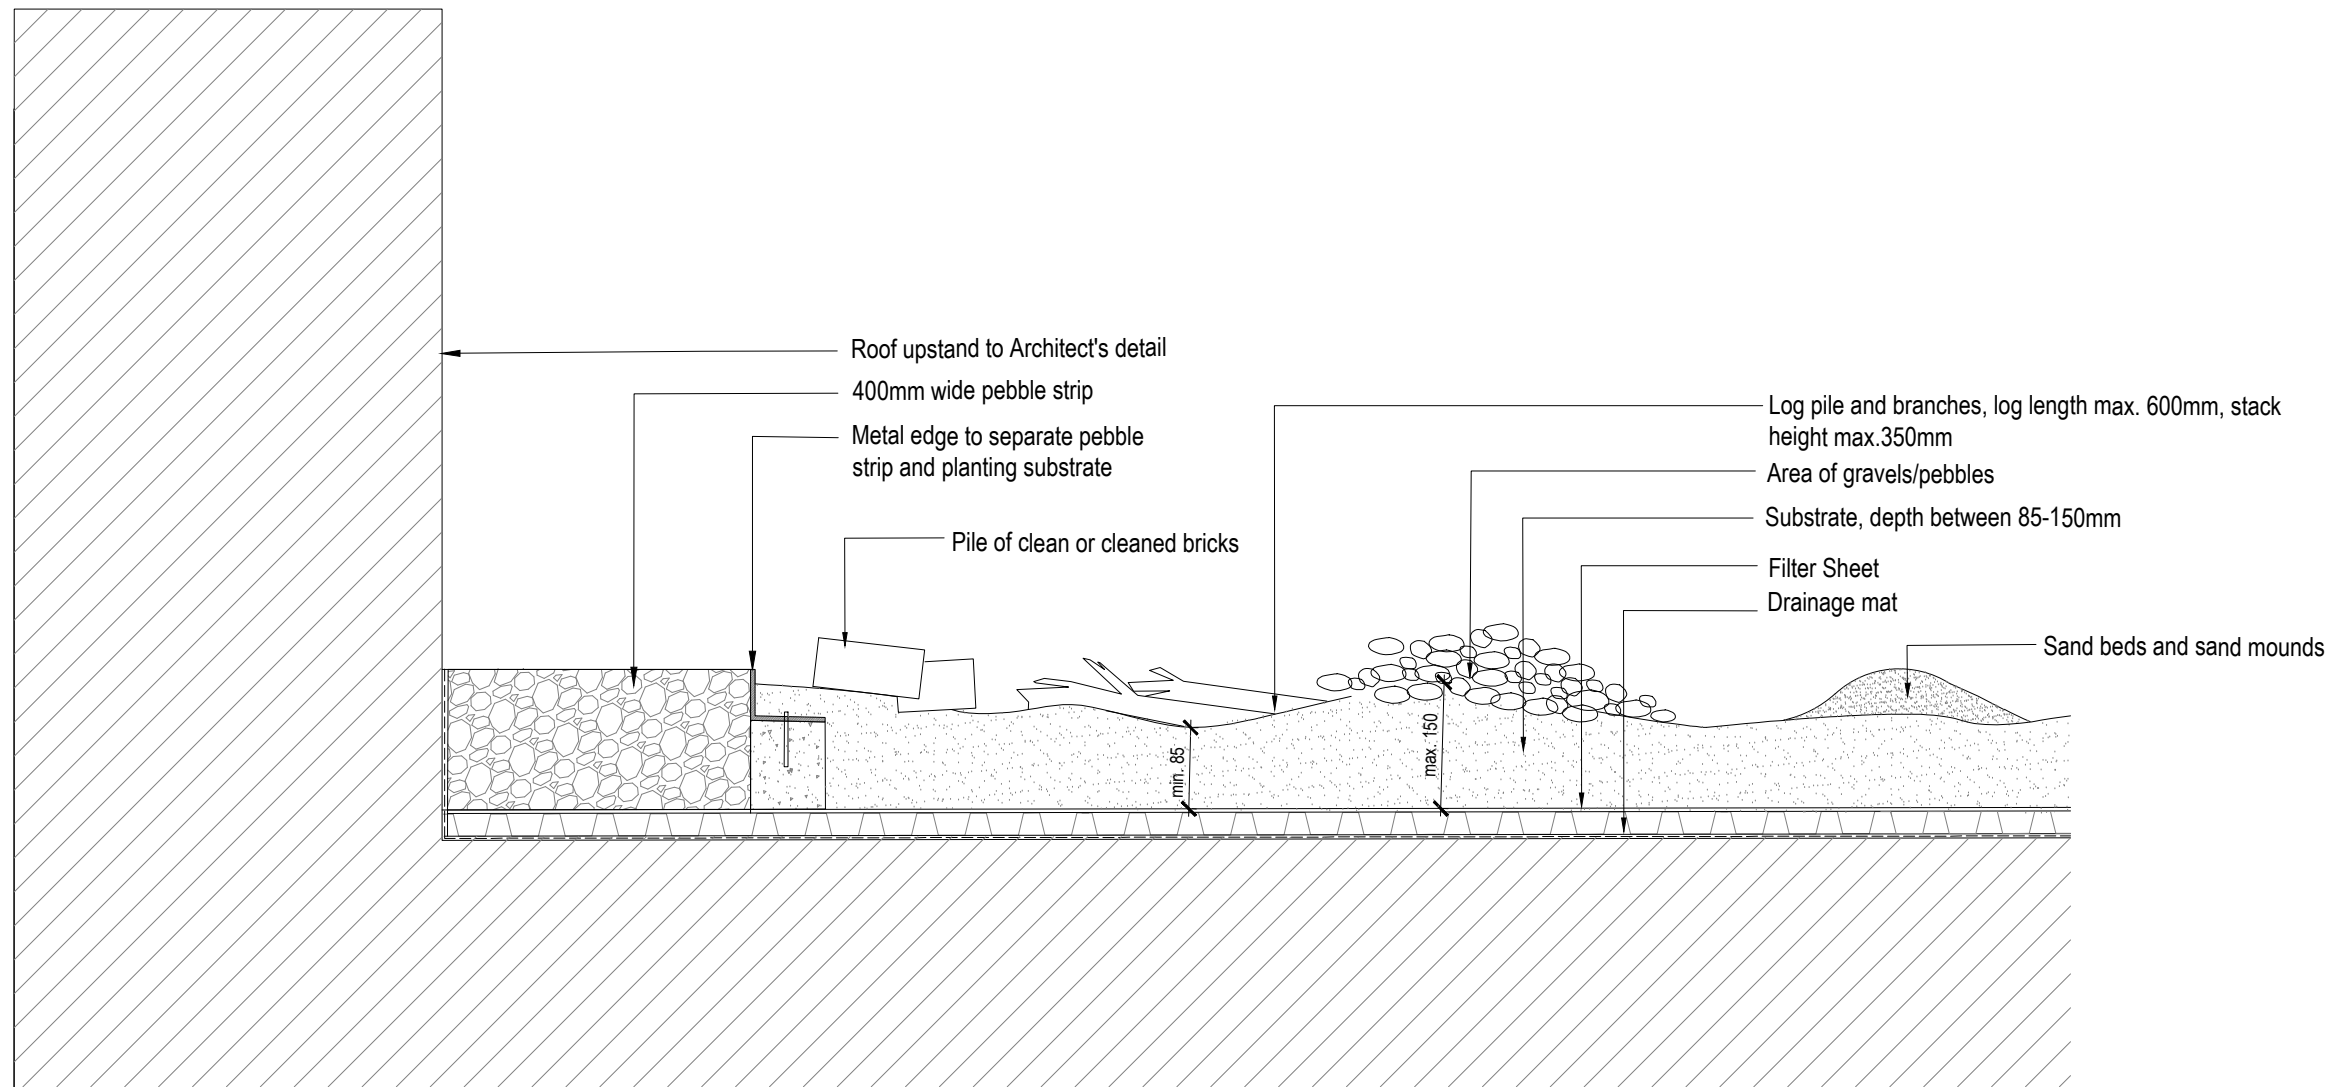 Roof upstand to Architect's detail
400mm wide pebble strip
Metal edge to separate pebble
strip and planting substrate
Pile of clean or cleaned bricks
Log pile and branches, log length max. 600mm, stack
height max.350mm
Area of gravels/pebbles
Substrate, depth between 85-150mm
Filter Sheet
Drainage mat
Sand beds and sand mounds
min. 85
max. 150